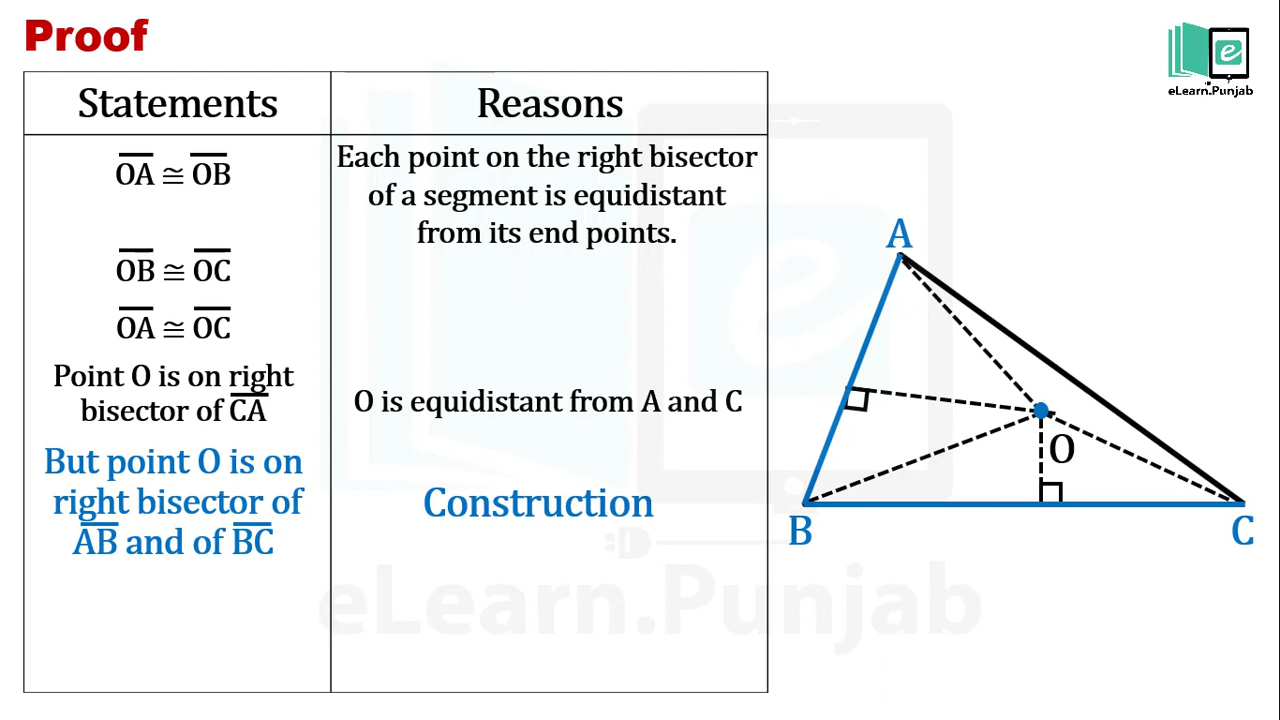 Proof
e
eLearn.Punjab
Statements
Reasons
OA ≅ OB
Each point on the right bisector
of a segment is equidistant
from its end points.
OB ≅ OC
OA ≅ OC
Point O is on right
bisector of CA
O is equidistant from A and C
But point O is on
right bisector of
AB and of BC
Construction
A
O
B
C
eLearn.Punjab